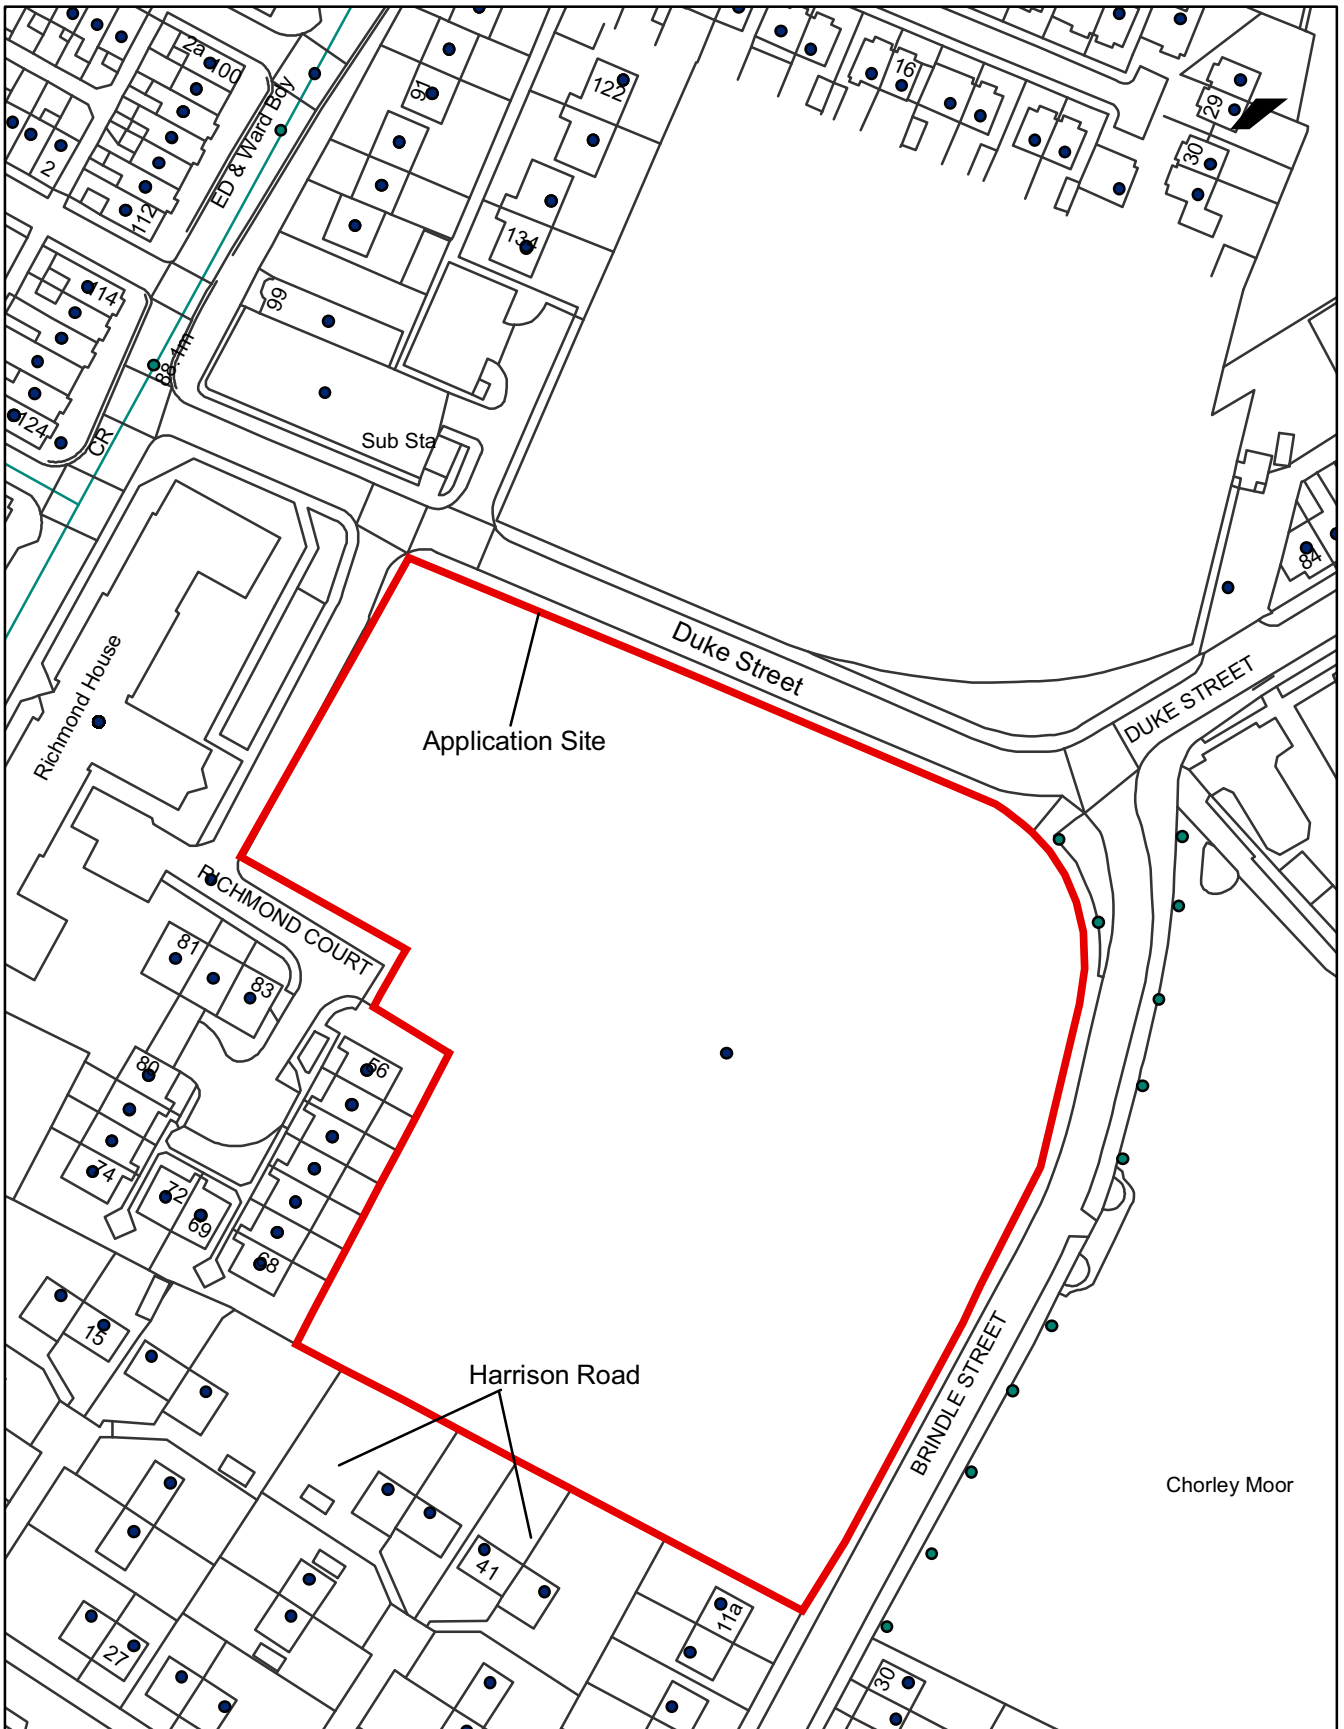 2a
100
91
122
16
29
ED & Ward Bdy
2
30
112
134
114
99
88.1m
124
CR
Sub Sta
84
Duke Street
Richmond House
DUKE STREET
Application Site
RICHMOND COURT
81
83
80
56
74
72
69
68
15
Harrison Road
BRINDLE STREET
Chorley Moor
41
11a
27
30